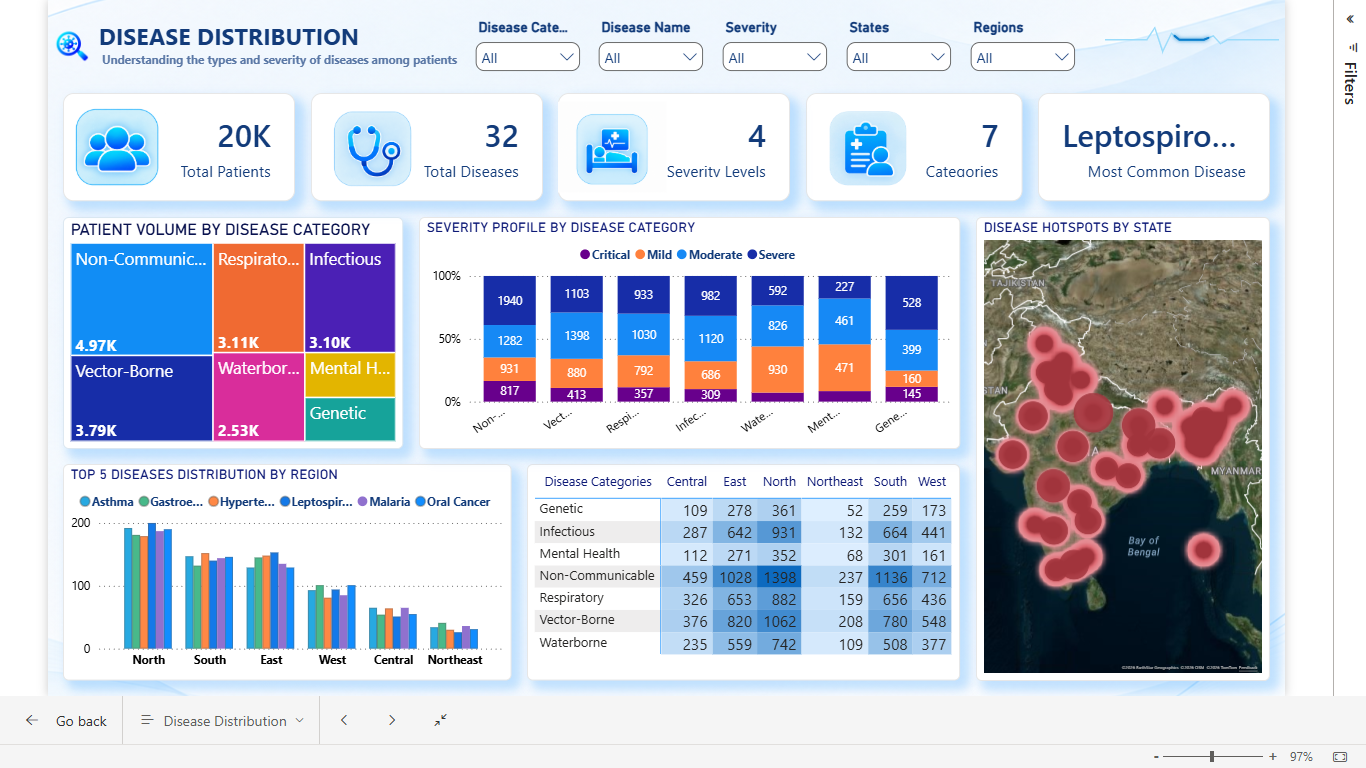 DISEASE DISTRIBUTION
Understanding the types and severity of diseases among patients
Disease Cate...
All
Disease Name
All
Severity
All
States
All
Regions
All
«
Filters
20K
Total Patients
32
Total Diseases
4
Severity Levels
7
Categories
Leptospiro...
Most Common Disease
PATIENT VOLUME BY DISEASE CATEGORY
Non-Communic...
4.97K
Respirato...
3.11K
Infectious
3.10K
Vector-Borne
3.79K
Waterbor...
2.53K
Mental H...
Genetic
SEVERITY PROFILE BY DISEASE CATEGORY
Critical Mild Moderate Severe
100%
50%
0%
1940 1103 933 982 592 227 528
1282 1398 1030 1120 826 461 399
931 880 792 686 930 471 160
817 413 357 309 145
Non-... Vect... Respi... Infec... Wate... Ment... Gene...
DISEASE HOTSPOTS BY STATE
TAJIKISTAN
STAN
A
MYANMAR
Bay of
Bengal
©2026 TomTom Feedback
TOP 5 DISEASES DISTRIBUTION BY REGION
Asthma Gastroe... Hyperte... Leptospir... Malaria Oral Cancer
200
100
0
North South East West Central Northeast
Disease Categories Central East North Northeast South West
Genetic 109 278 361 52 259 173
Infectious 287 642 931 132 664 441
Mental Health 112 271 352 68 301 161
Non-Communicable 459 1028 1398 237 1136 712
Respiratory 326 653 882 159 656 436
Vector-Borne 376 820 1062 208 780 548
Waterborne 235 559 742 109 508 377
Go back
Disease Distribution
- + 97%